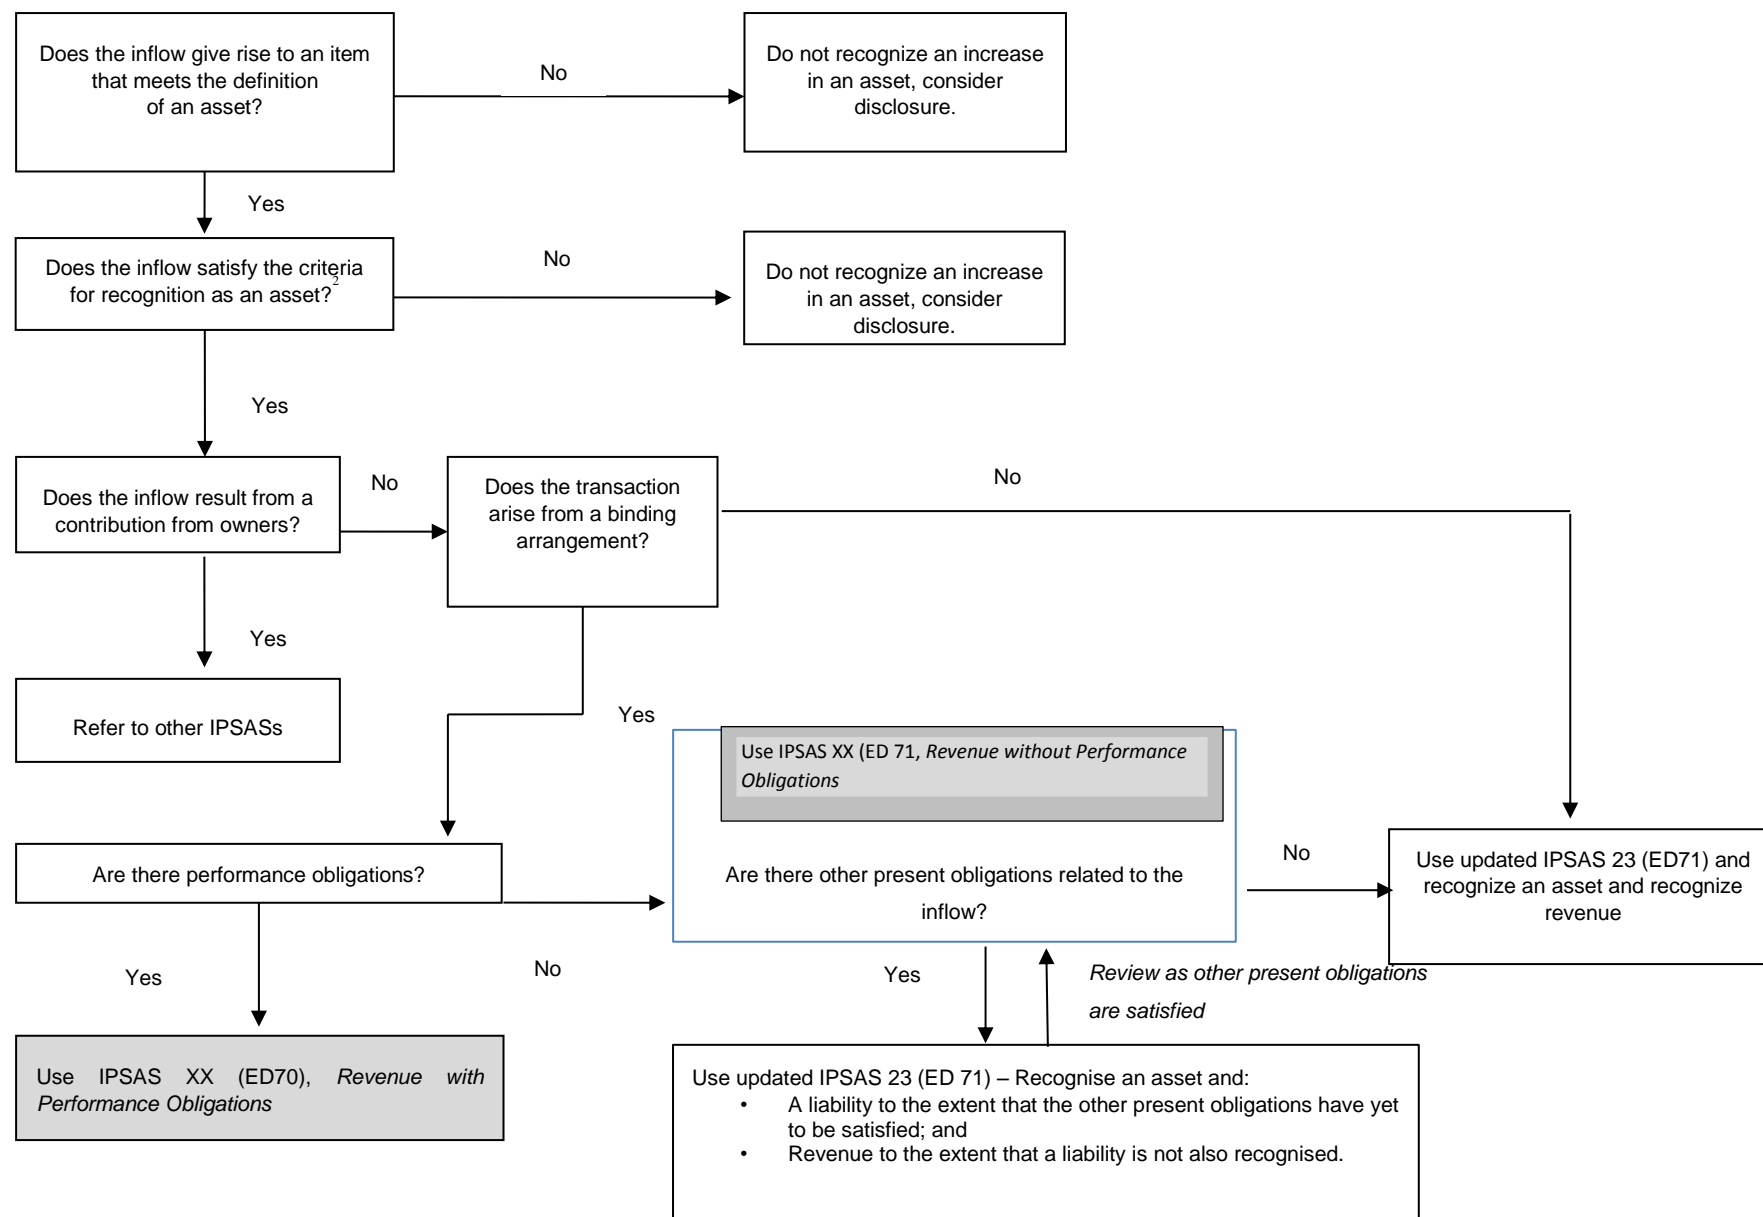 Does the inflow give rise to an item
that meets the definition
of an asset?
No
Do not recognize an increase
in an asset, consider
disclosure.
Yes
Does the inflow satisfy the criteria
for recognition as an asset?2
No
Do not recognize an increase
in an asset, consider
disclosure.
Yes
Does the inflow result from a
contribution from owners?
No
Does the transaction
arise from a binding
arrangement?
No
Yes
Refer to other IPSASs
Yes
Use IPSAS XX (ED 71, Revenue without Performance
Obligations
Are there performance obligations?
Are there other present obligations related to the
inflow?
No
Use updated IPSAS 23 (ED71) and
recognize an asset and recognize
revenue
Yes
No
Yes
Review as other present obligations
are satisfied
Use IPSAS XX (ED70), Revenue with
Performance Obligations
Use updated IPSAS 23 (ED 71) – Recognise an asset and:
• A liability to the extent that the other present obligations have yet
to be satisfied; and
• Revenue to the extent that a liability is not also recognised.